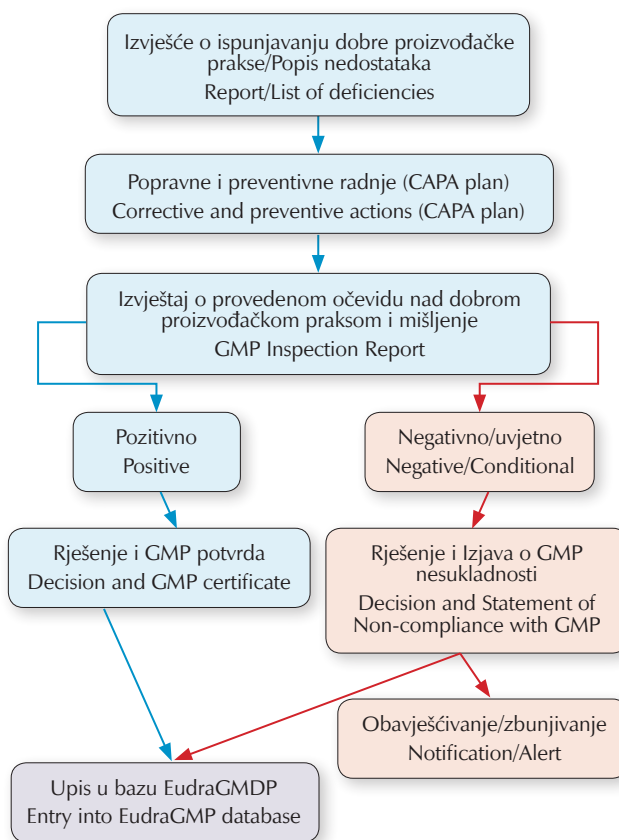 Izvješće o ispunjavanju dobre proizvođačke
prakse/Popis nedostataka
Report/List of deficiencies
Popravne i preventivne radnje (CAPA plan)
Corrective and preventive actions (CAPA plan)
Izvještaj o provedenom očevidu nad dobrom
proizvođačkom praksom i mišljenje
GMP Inspection Report
Pozitivno
Positive
Negativno/uvjetno
Negative/Conditional
Rješenje i GMP potvrda
Decision and GMP certificate
Rješenje i Izjava o GMP
nesukladnosti
Decision and Statement of
Non-compliance with GMP
Obavješćivanje/zbunjivanje
Notification/Alert
Upis u bazu EudraGMDP
Entry into EudraGMP database